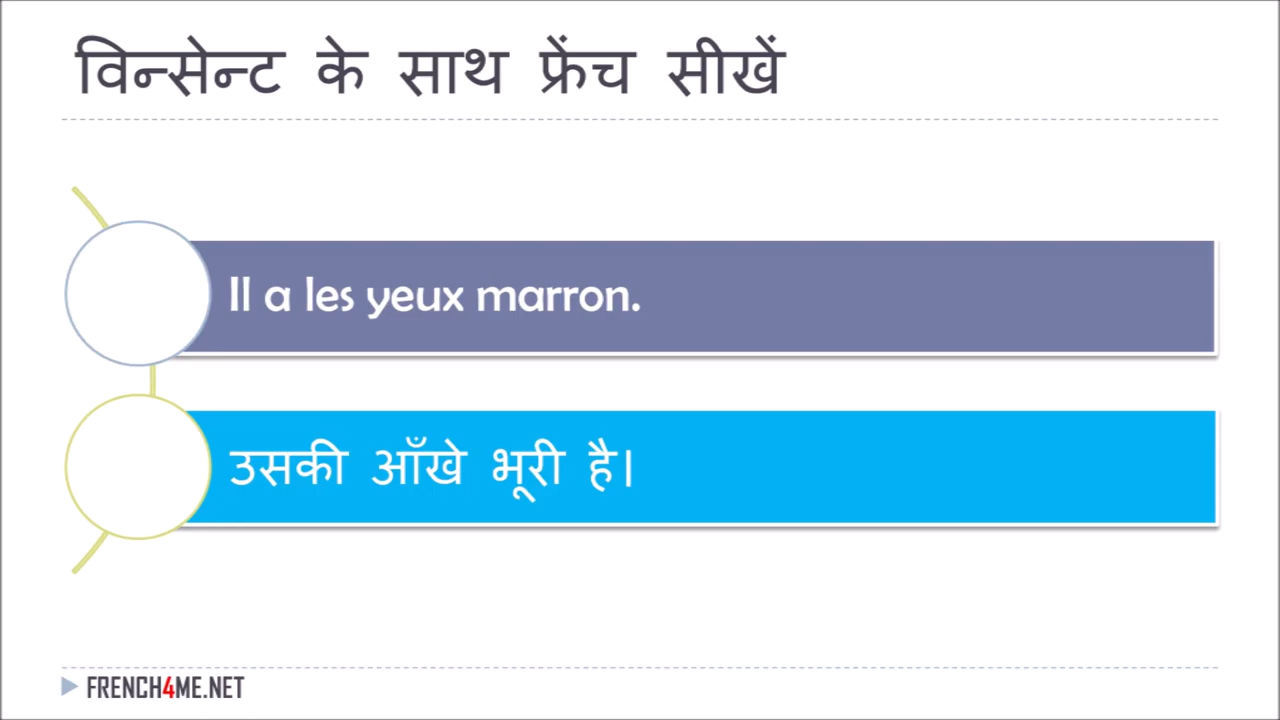 विन्सेन्ट के साथ फ्रेंच सीखें
Il a les yeux marron.
उसकी आँखे भूरी है।
FRENCH4ME.NET